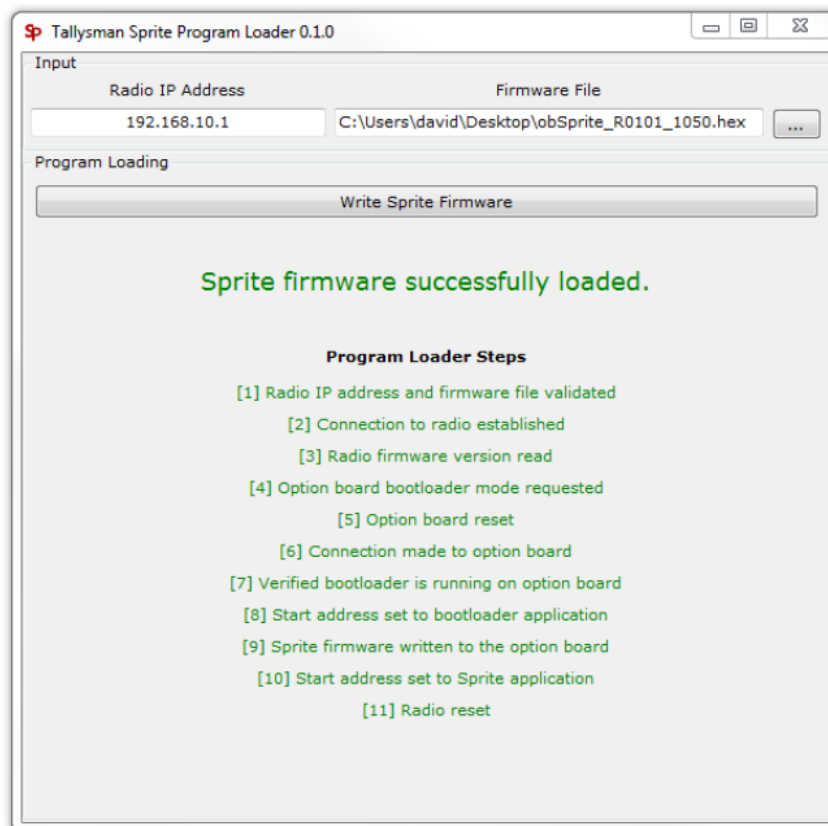 Sp Tallysman Sprite Program Loader 0.1.0
Input
Radio IP Address Firmware File
192.168.10.1 C:\Users\david\Desktop\obSprite_R0101_1050.hex ...
Program Loading
Write Sprite Firmware
Sprite firmware successfully loaded.
Program Loader Steps
[1] Radio IP address and firmware file validated
[2] Connection to radio established
[3] Radio firmware version read
[4] Option board bootloader mode requested
[5] Option board reset
[6] Connection made to option board
[7] Verified bootloader is running on option board
[8] Start address set to bootloader application
[9] Sprite firmware written to the option board
[10] Start address set to Sprite application
[11] Radio reset